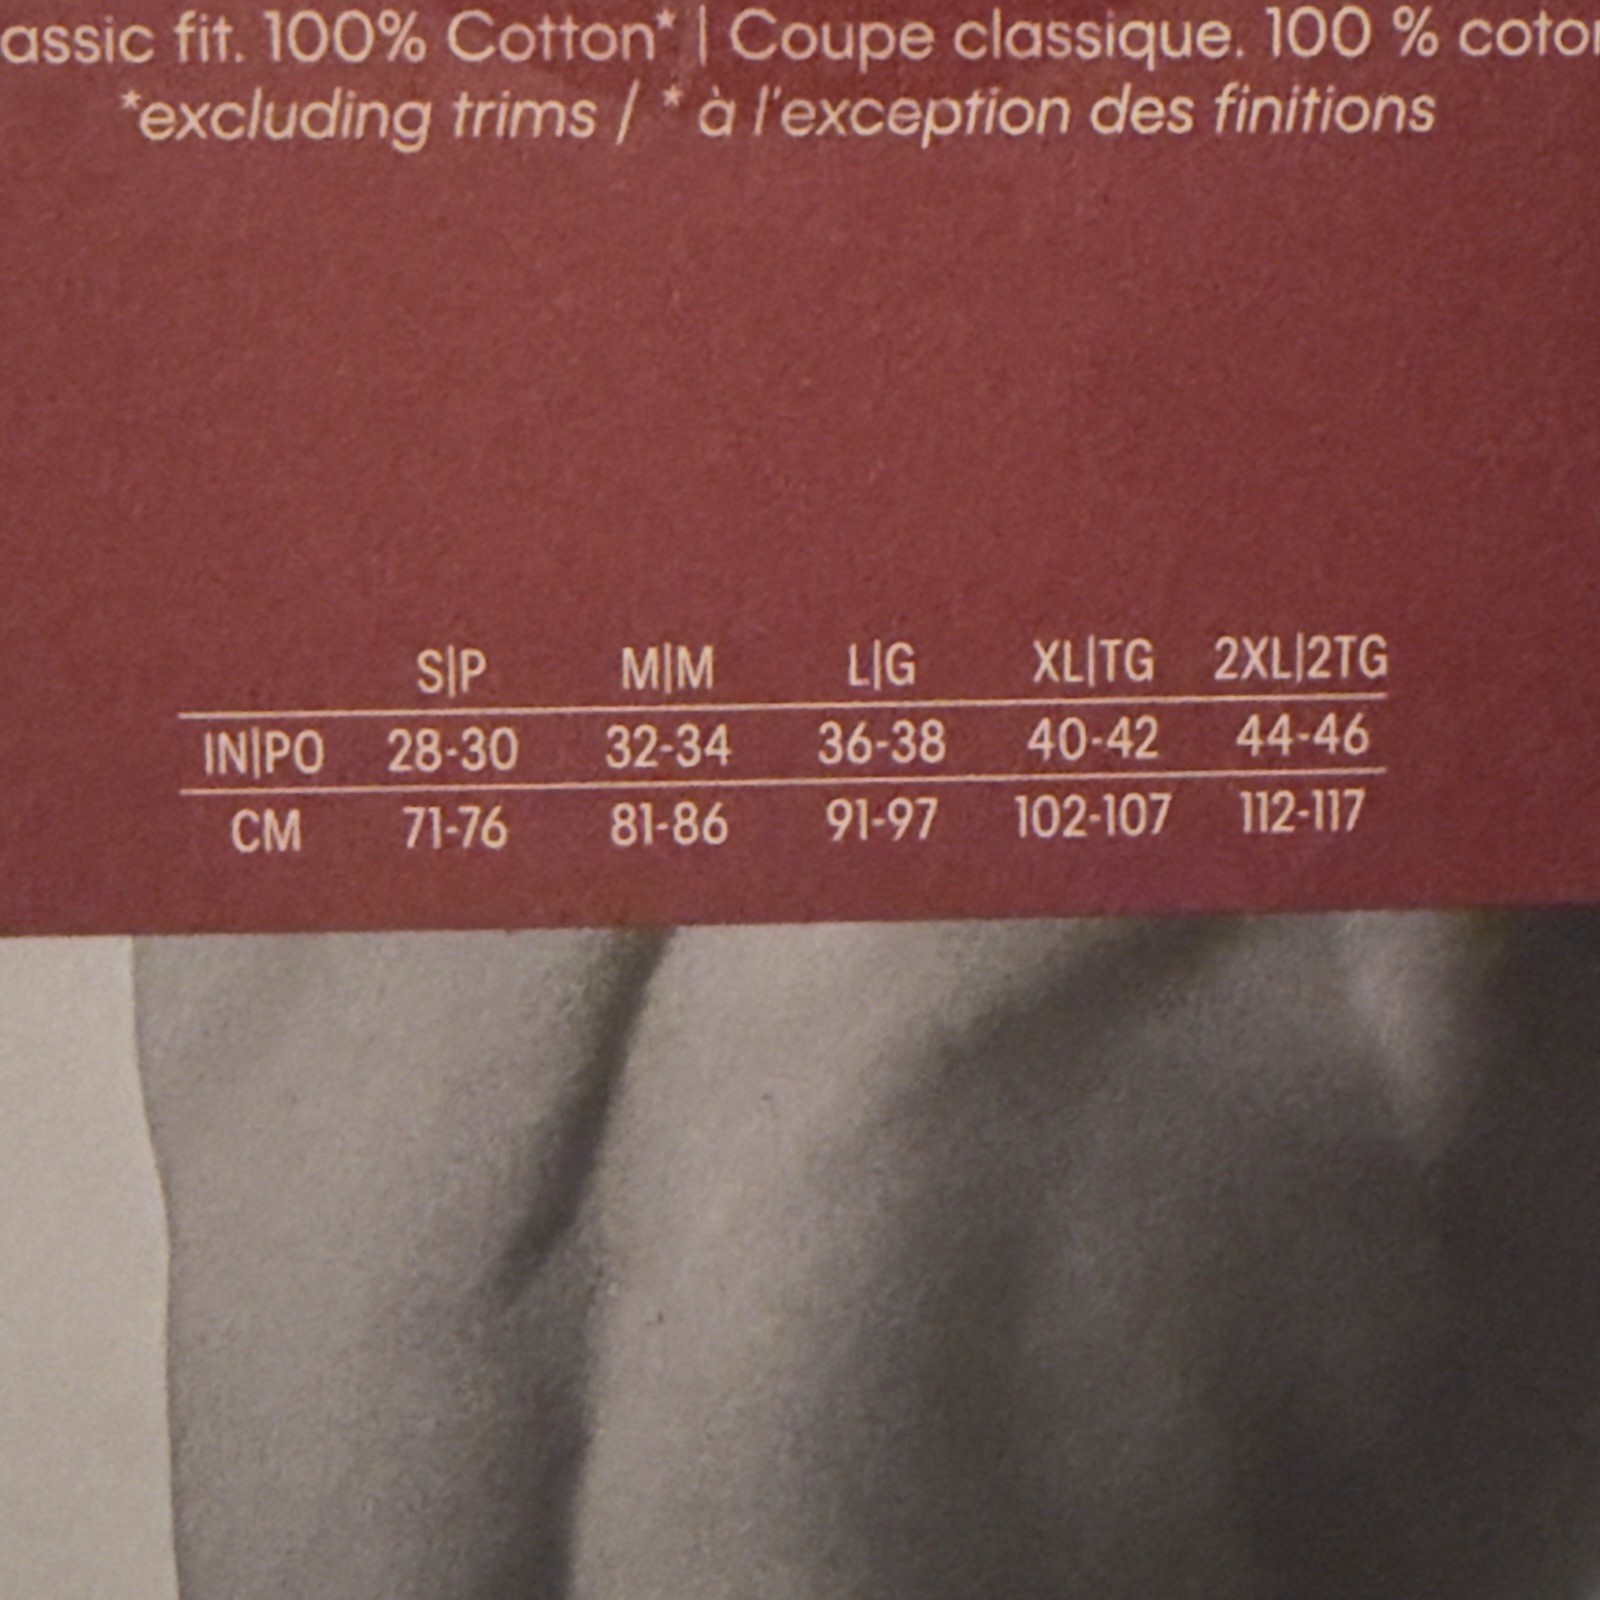 assic fit. 100% Cotton* | Coupe classique. 100 % coton
*excluding trims / * à l'exception des finitions
S|P M|M L|G XL|TG 2XL|2TG
IN|PO 28-30 32-34 36-38 40-42 44-46
CM 71-76 81-86 91-97 102-107 112-117